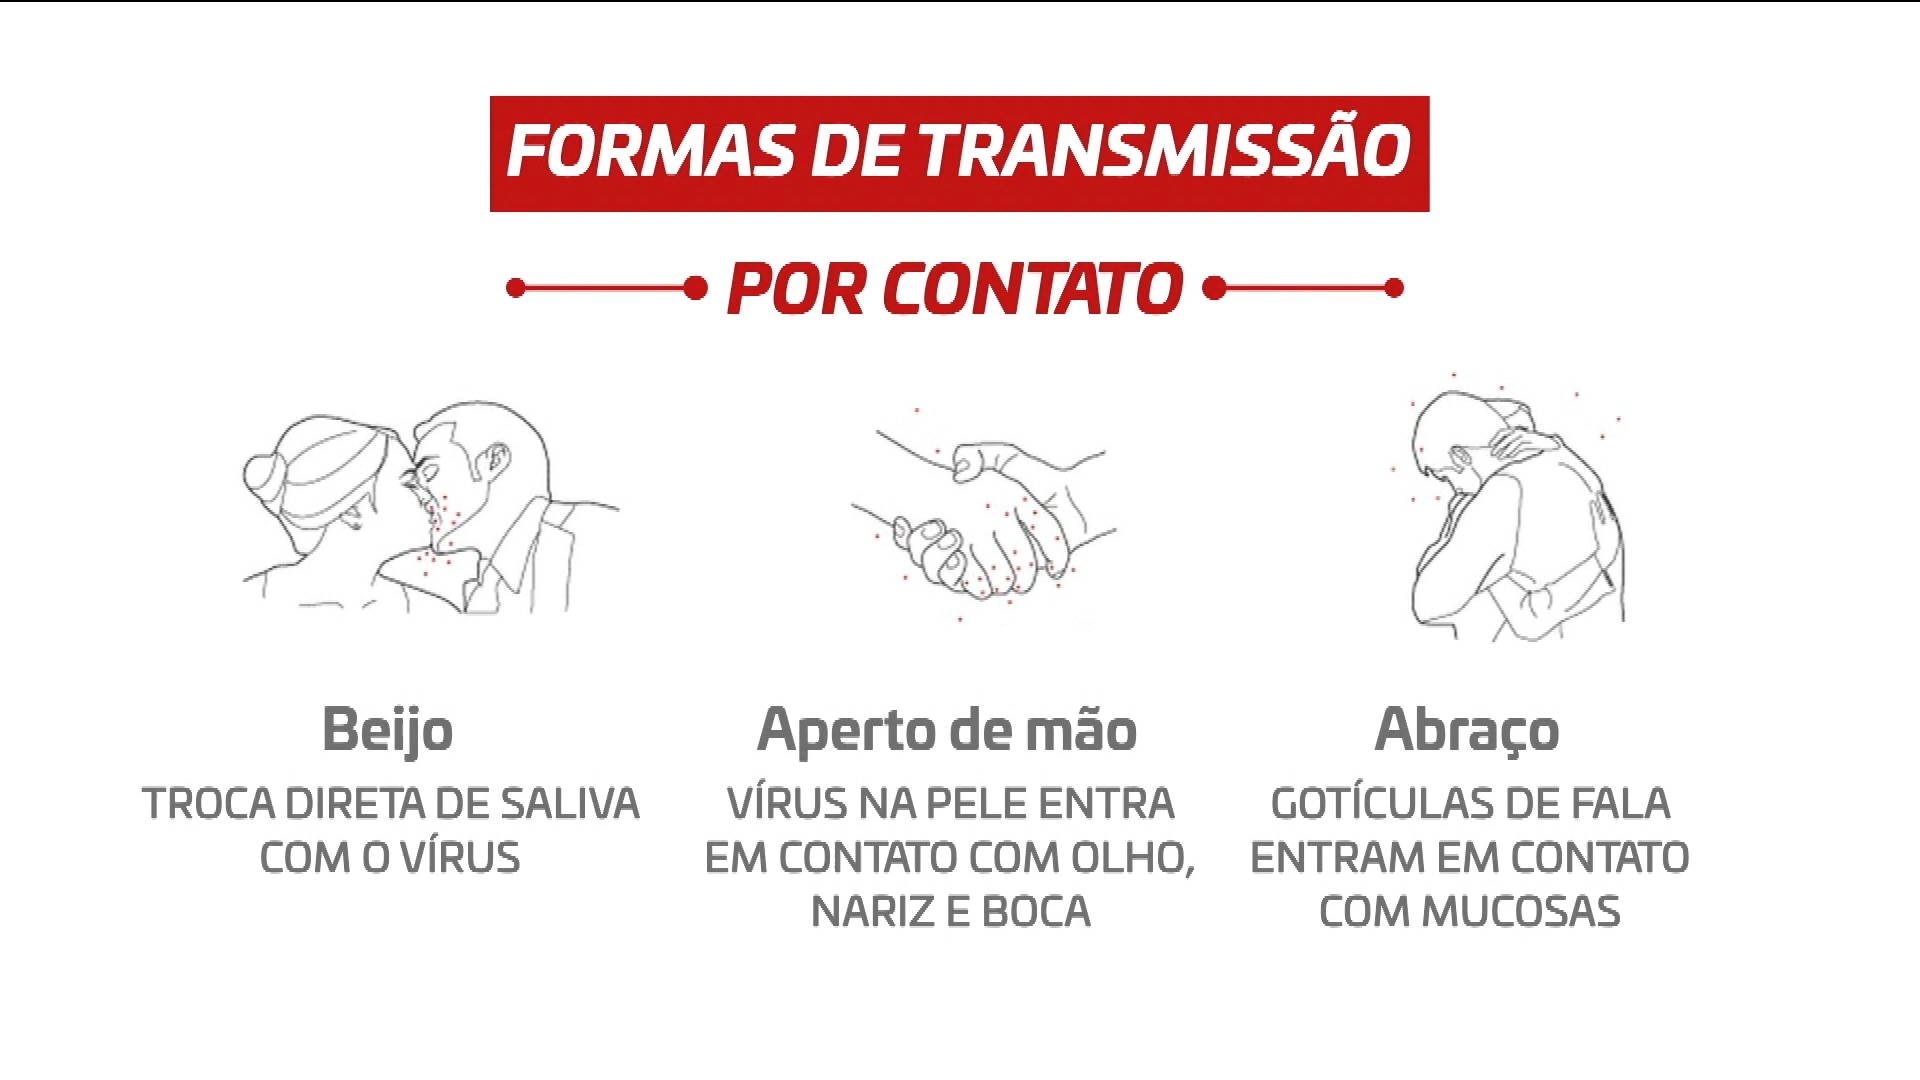 FORMAS DE TRANSMISSÃO
POR CONTATO
Beijo
TROCA DIRETA DE SALIVA
COM O VÍRUS
Aperto de mão
VÍRUS NA PELE ENTRA
EM CONTATO COM OLHO,
NARIZ E BOCA
Abraço
GOTÍCULAS DE FALA
ENTRAM EM CONTATO
COM MUCOSAS